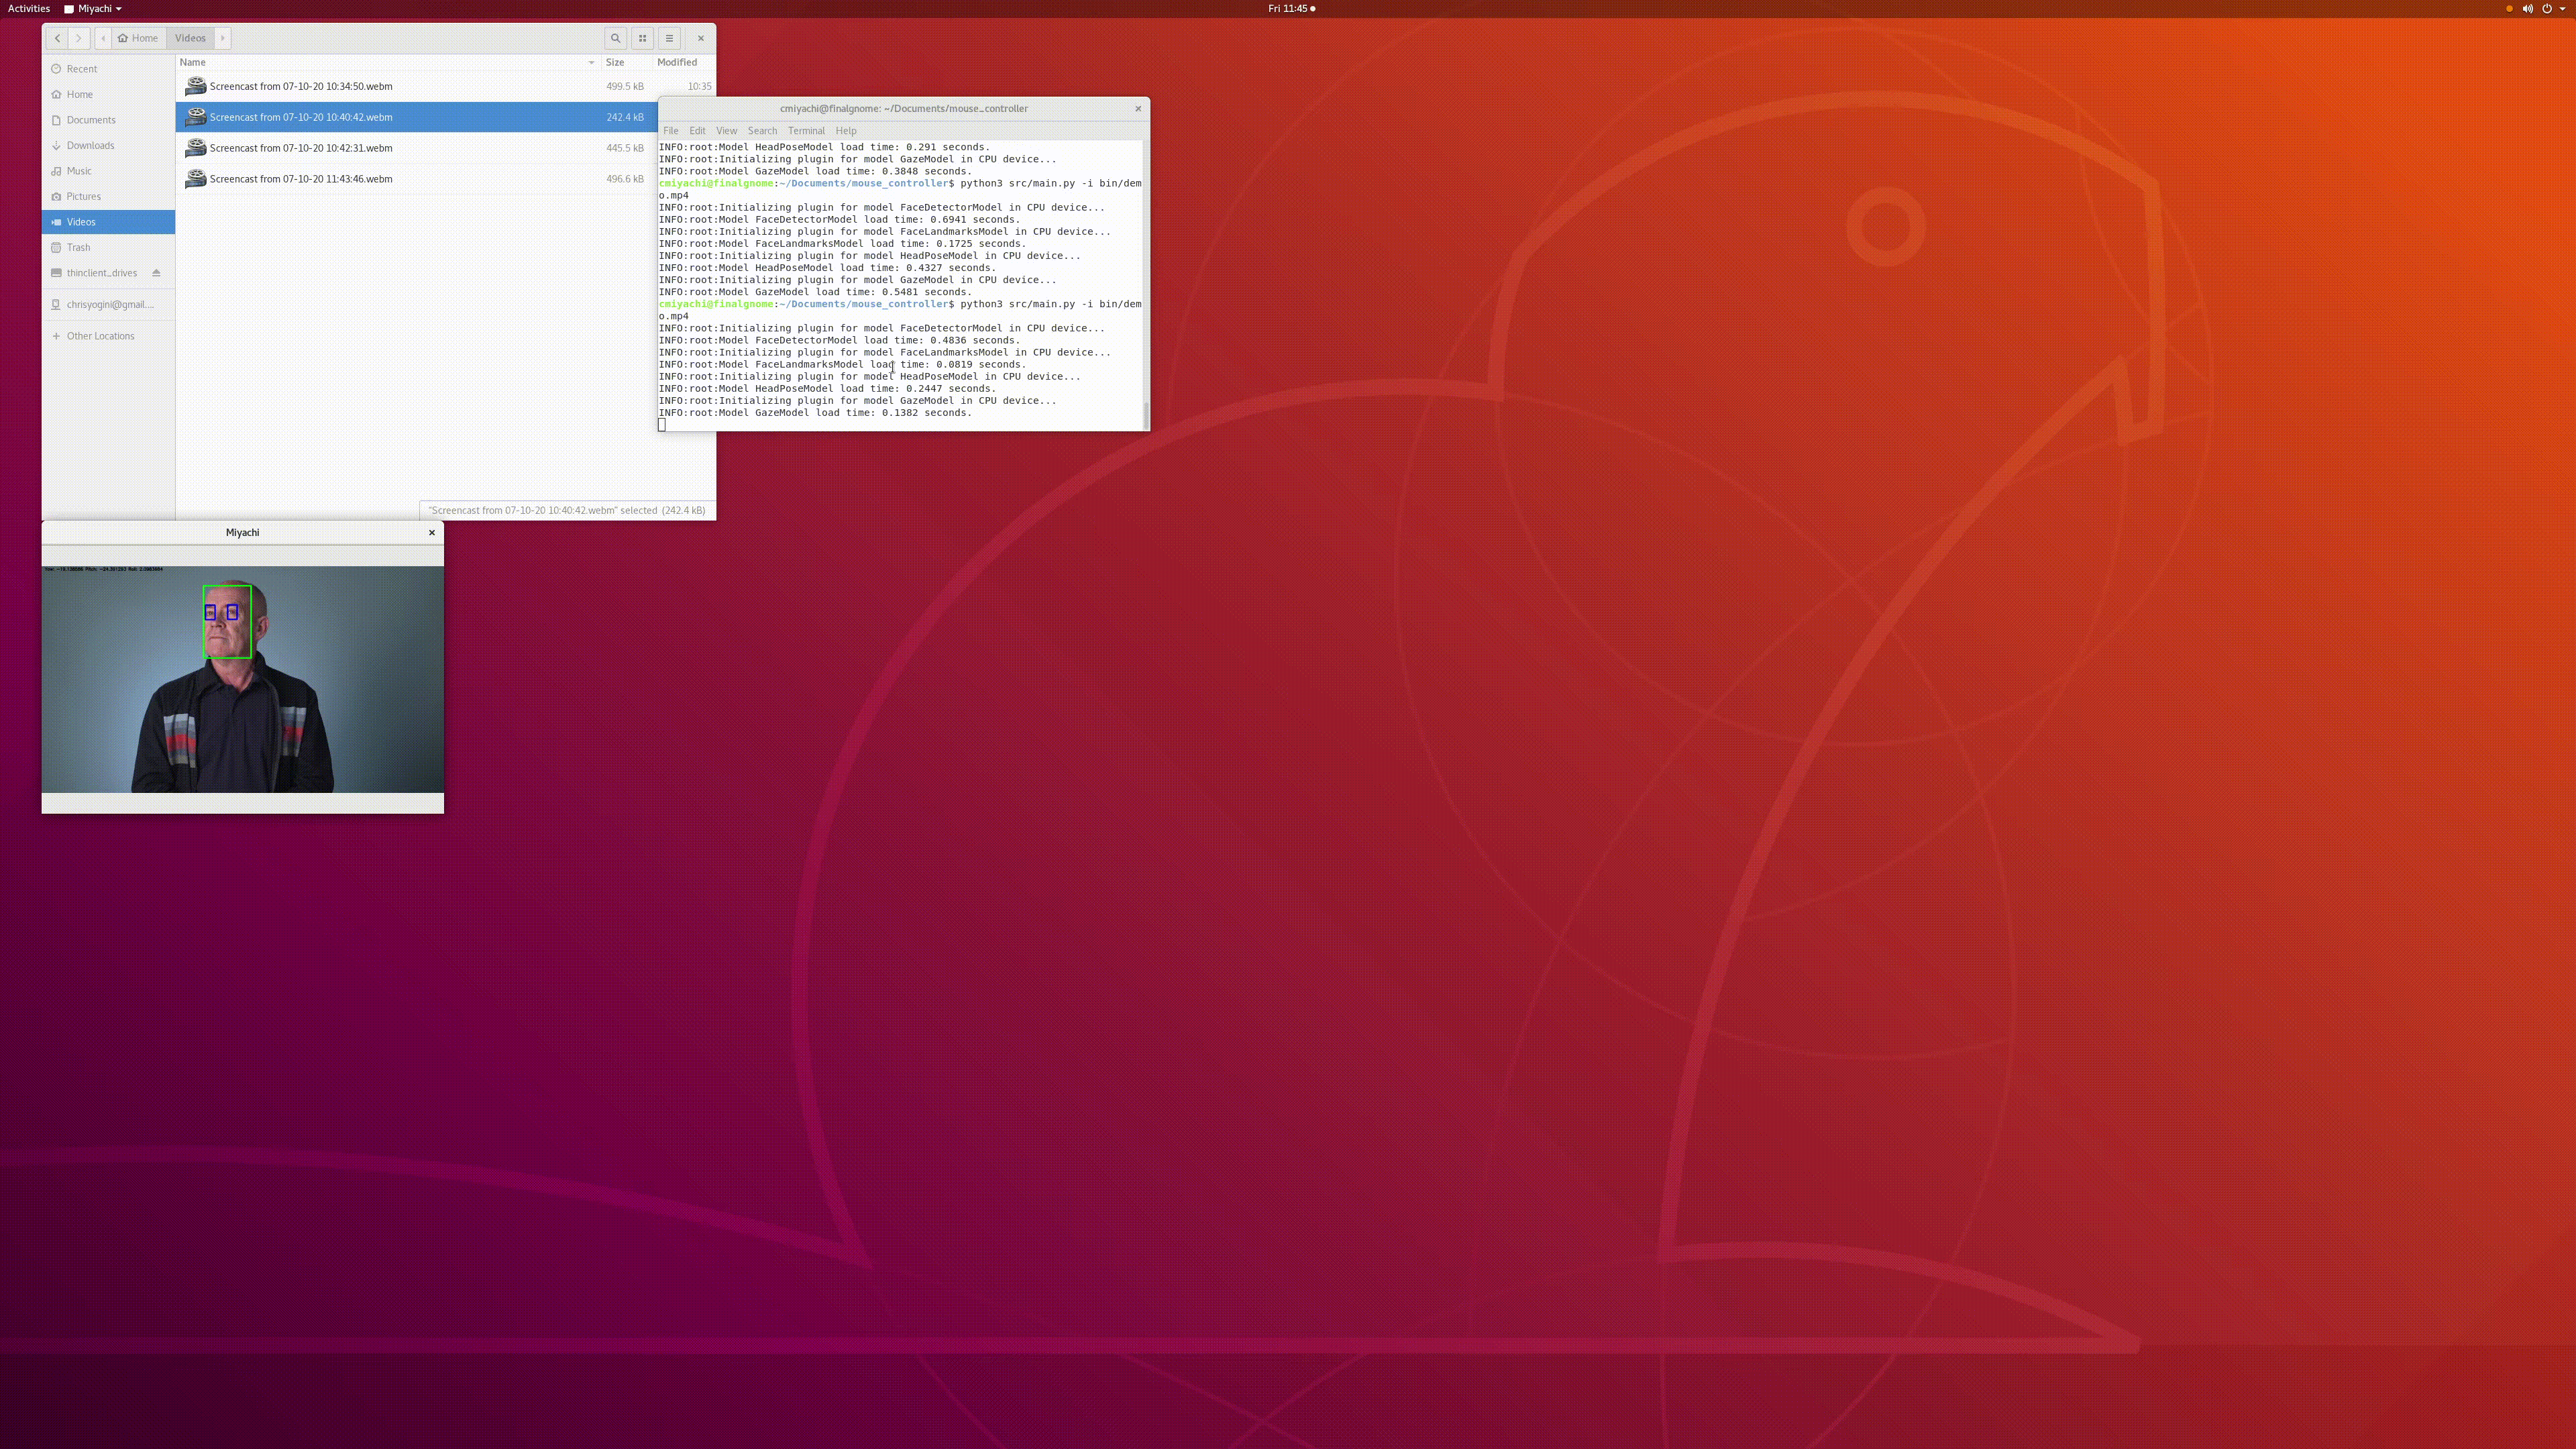 Activities Miyachi Fri 11:45
Home Videos
Recent
Home
Documents
Downloads
Music
Pictures
Videos
Trash
thinclient_drives
chrisyogini@gmail....
Other Locations
Name Size Modified
Screencast from 07-10-20 10:34:50.webm 499.5 kB 10:35
Screencast from 07-10-20 10:40:42.webm 242.4 kB
Screencast from 07-10-20 10:42:31.webm 445.5 kB
Screencast from 07-10-20 11:43:46.webm 496.6 kB
"Screencast from 07-10-20 10:40:42.webm" selected (242.4 kB)
cmiyachi@finalgnome: ~/Documents/mouse_controller
File Edit View Search Terminal Help
INFO:root:Model HeadPoseModel load time: 0.291 seconds.
INFO:root:Initializing plugin for model GazeModel in CPU device...
INFO:root:Model GazeModel load time: 0.3848 seconds.
cmiyachi@finalgnome:~/Documents/mouse_controller$ python3 src/main.py -i bin/dem
o.mp4
INFO:root:Initializing plugin for model FaceDetectorModel in CPU device...
INFO:root:Model FaceDetectorModel load time: 0.6941 seconds.
INFO:root:Initializing plugin for model FaceLandmarksModel in CPU device...
INFO:root:Model FaceLandmarksModel load time: 0.1725 seconds.
INFO:root:Initializing plugin for model HeadPoseModel in CPU device...
INFO:root:Model HeadPoseModel load time: 0.4327 seconds.
INFO:root:Initializing plugin for model GazeModel in CPU device...
INFO:root:Model GazeModel load time: 0.5481 seconds.
cmiyachi@finalgnome:~/Documents/mouse_controller$ python3 src/main.py -i bin/dem
o.mp4
INFO:root:Initializing plugin for model FaceDetectorModel in CPU device...
INFO:root:Model FaceDetectorModel load time: 0.4836 seconds.
INFO:root:Initializing plugin for model FaceLandmarksModel in CPU device...
INFO:root:Model FaceLandmarksModel load time: 0.0819 seconds.
INFO:root:Initializing plugin for model HeadPoseModel in CPU device...
INFO:root:Model HeadPoseModel load time: 0.2447 seconds.
INFO:root:Initializing plugin for model GazeModel in CPU device...
INFO:root:Model GazeModel load time: 0.1382 seconds.
Miyachi